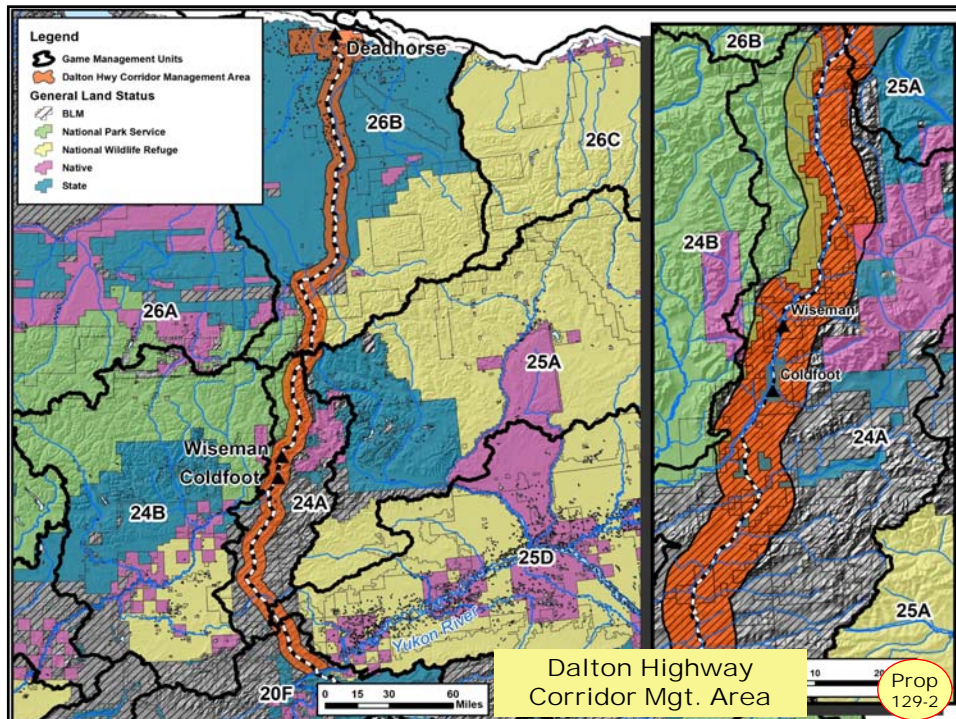 Legend
Game Management Units
Dalton Hwy Corridor Management Area
General Land Status
BLM
National Park Service
National Wildlife Refuge
Native
State
Deadhorse
26B
26C
26A
25A
Wiseman
Coldfoot
24B
24A
25D
Yukon River
20F
0 15 30 60
Miles
26B
25A
24B
Wiseman
Coldfoot
24A
25A
10
Dalton Highway
Corridor Mgt. Area
Prop
129-2